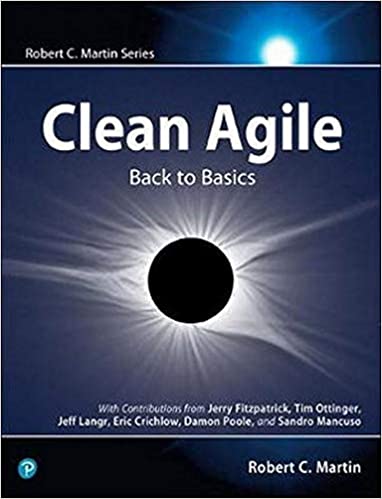 Robert C. Martin Series
Clean Agile
Back to Basics
With Contributions from Jerry Fitzpatrick, Tim Ottinger,
Jeff Langr, Eric Crichlow, Damon Poole, and Sandro Mancuso
Robert C. Martin
P